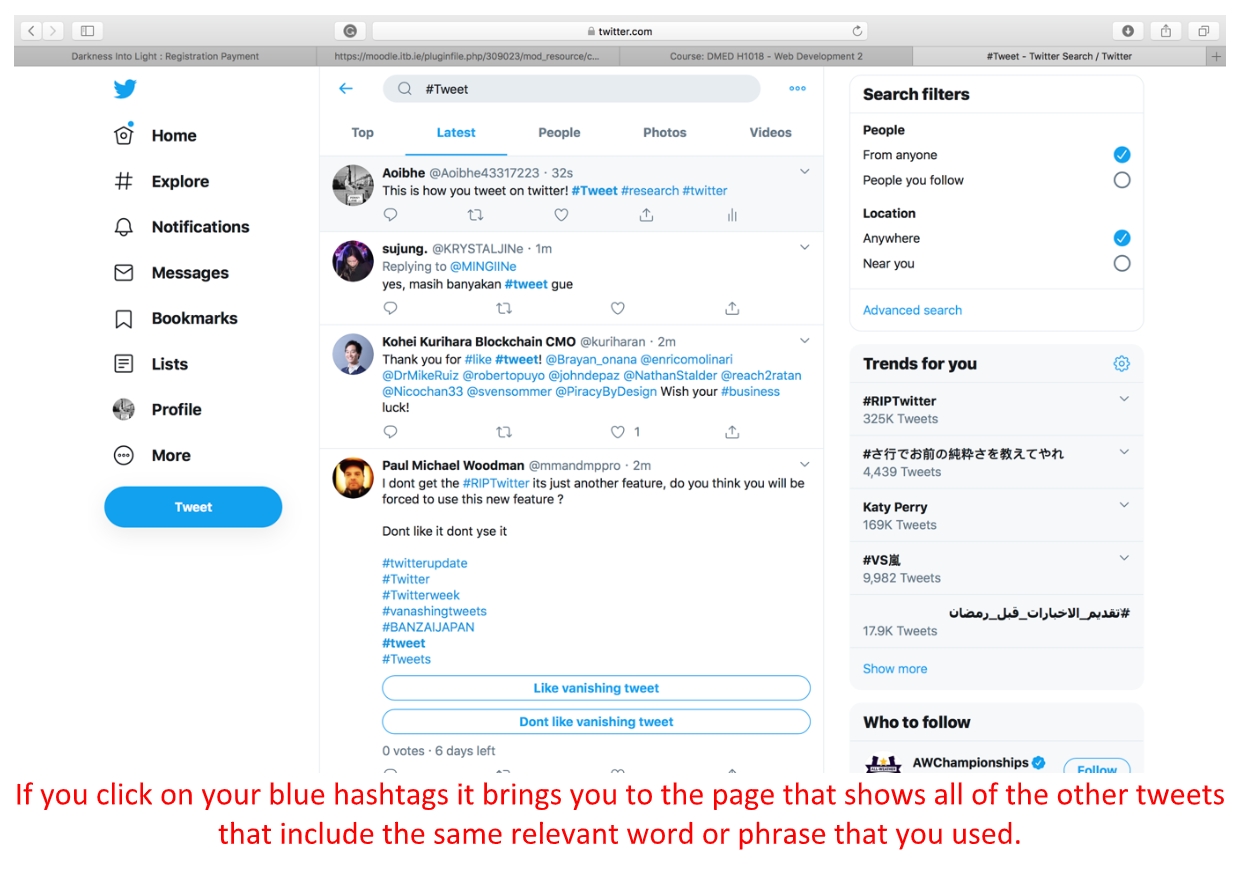 twitter.com
Darkness Into Light : Registration Payment
https://moodle.itb.ie/pluginfile.php/309023/mod_resource/c...
Course: DMED H1018 - Web Development 2
#Tweet - Twitter Search / Twitter
Home
Explore
Notifications
Messages
Bookmarks
Lists
Profile
More
Tweet
#Tweet
Top
Latest
People
Photos
Videos
Aoibhe @Aoibhe43317223 · 32s
This is how you tweet on twitter! #Tweet #research #twitter
sujung. @KRYSTALJINe · 1m
Replying to @MINGIINe
yes, masih banyakan #tweet gue
Kohei Kurihara Blockchain CMO @kuriharan · 2m
Thank you for #like #tweet! @Brayan_onana @enricomolinari
@DrMikeRuiz @robertopuyo @johndepaz @NathanStalder @reach2ratan
@Nicochan33 @svensommer @PiracyByDesign Wish your #business
luck!
1
Paul Michael Woodman @mmandmppro · 2m
I dont get the #RIPTwitter its just another feature, do you think you will be
forced to use this new feature ?
Dont like it dont yse it
#twitterupdate
#Twitter
#Twitterweek
#vanashingtweets
#BANZAIJAPAN
#tweet
#Tweets
Like vanishing tweet
Dont like vanishing tweet
0 votes · 6 days left
Search filters
People
From anyone
People you follow
Location
Anywhere
Near you
Advanced search
Trends for you
#RIPTwitter
325K Tweets
#さ行でお前の純粋さを教えてやれ
4,439 Tweets
Katy Perry
169K Tweets
#VS嵐
9,982 Tweets
#تقديم_الاختبارات_قبل_رمضان
17.9K Tweets
Show more
Who to follow
AWChampionships
Follow
If you click on your blue hashtags it brings you to the page that shows all of the other tweets
that include the same relevant word or phrase that you used.